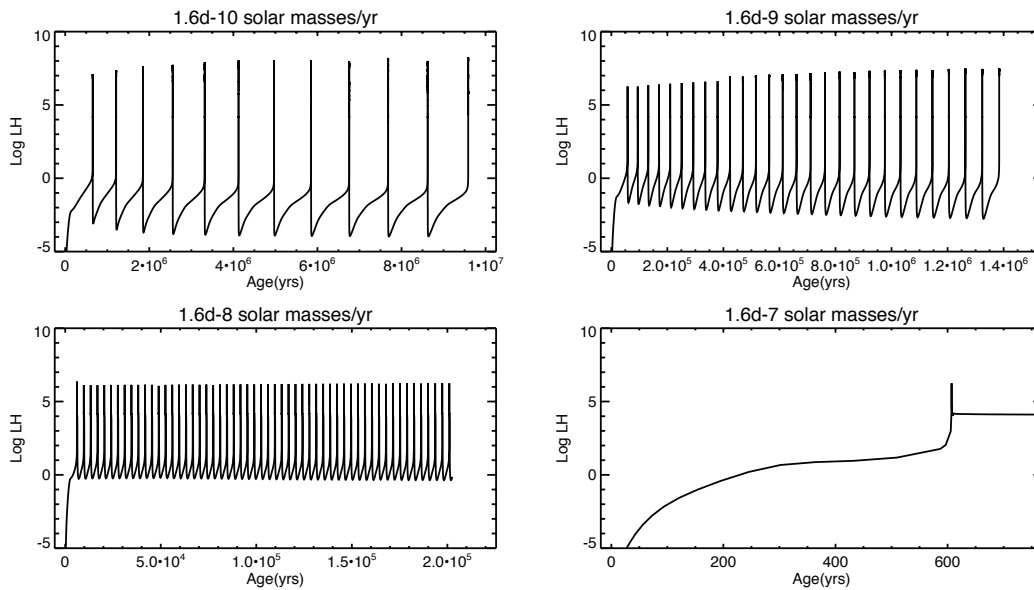 1.6d-10 solar masses/yr
10
5
0
-5
Log LH
0 2•10⁶ 4•10⁶ 6•10⁶ 8•10⁶ 1•10⁷
Age(yrs)
1.6d-9 solar masses/yr
10
5
0
-5
Log LH
0 2.0•10⁵ 4.0•10⁵ 6.0•10⁵ 8.0•10⁵ 1.0•10⁶ 1.2•10⁶ 1.4•10⁶
Age(yrs)
1.6d-8 solar masses/yr
10
5
0
-5
Log LH
0 5.0•10⁴ 1.0•10⁵ 1.5•10⁵ 2.0•10⁵
Age(yrs)
1.6d-7 solar masses/yr
10
5
0
-5
Log LH
0 200 400 600
Age(yrs)